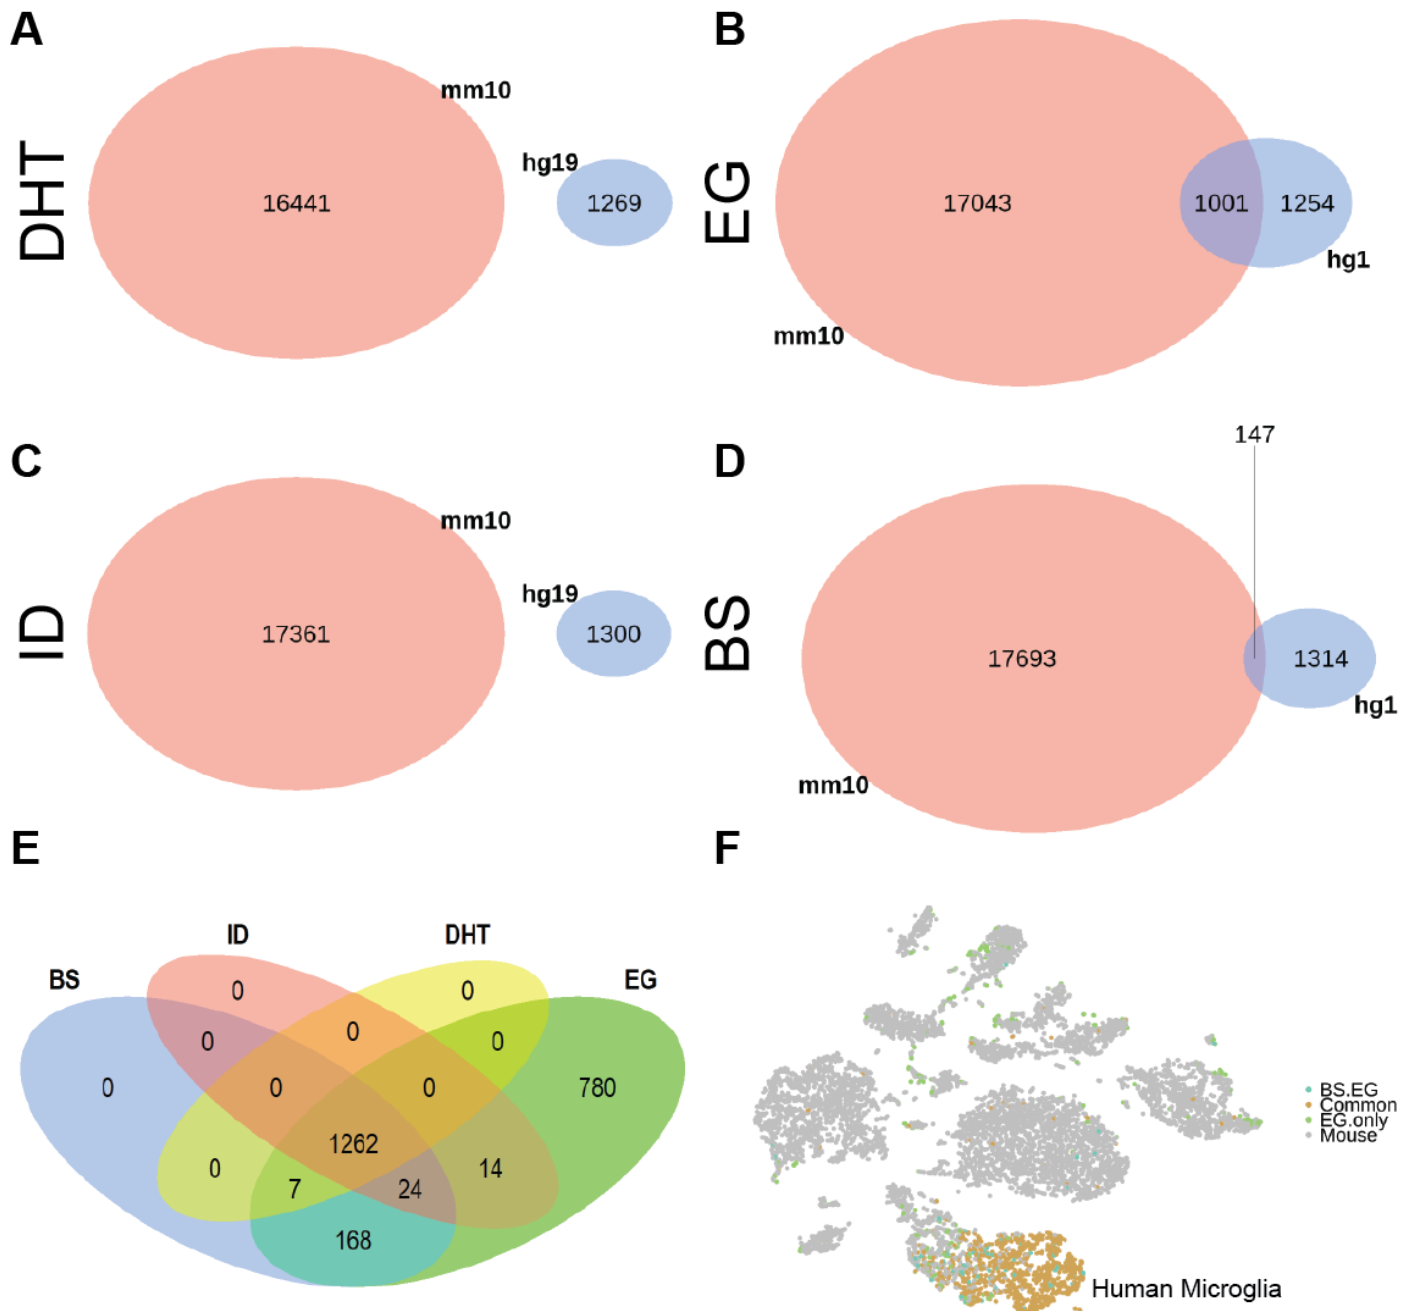 A
DHT
mm10
16441
hg19
1269
B
EG
17043
1001
1254
hg1
mm10
C
ID
mm10
17361
hg19
1300
D
BS
147
17693
1314
hg1
mm10
E
BS
ID
DHT
EG
0
0
0
0
0
0
0
0
780
1262
0
7
24
14
168
F
BS.EG
Common
EG.only
Mouse
Human Microglia